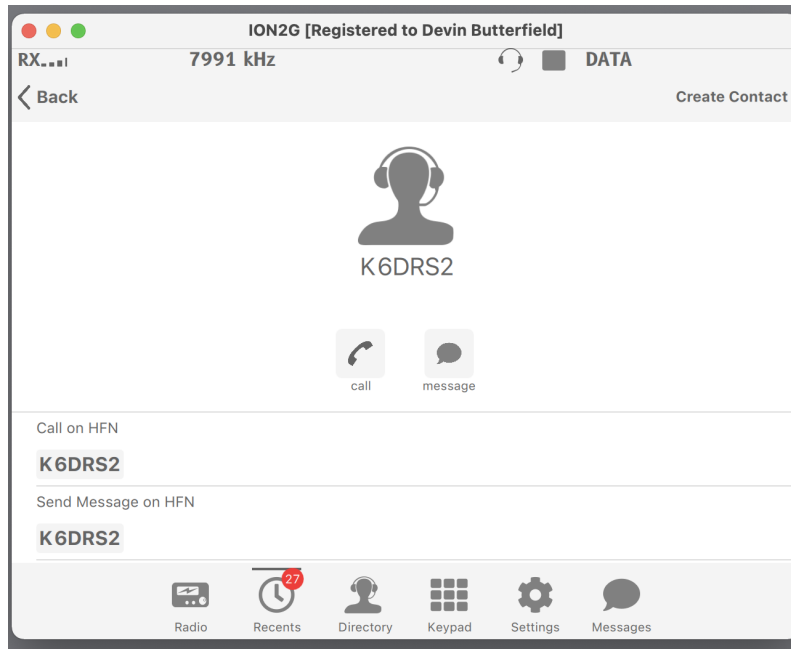 ION2G [Registered to Devin Butterfield]
RX 7991 kHz DATA
Back Create Contact
K6DRS2
call message
Call on HFN
K6DRS2
Send Message on HFN
K6DRS2
27
Radio Recents Directory Keypad Settings Messages